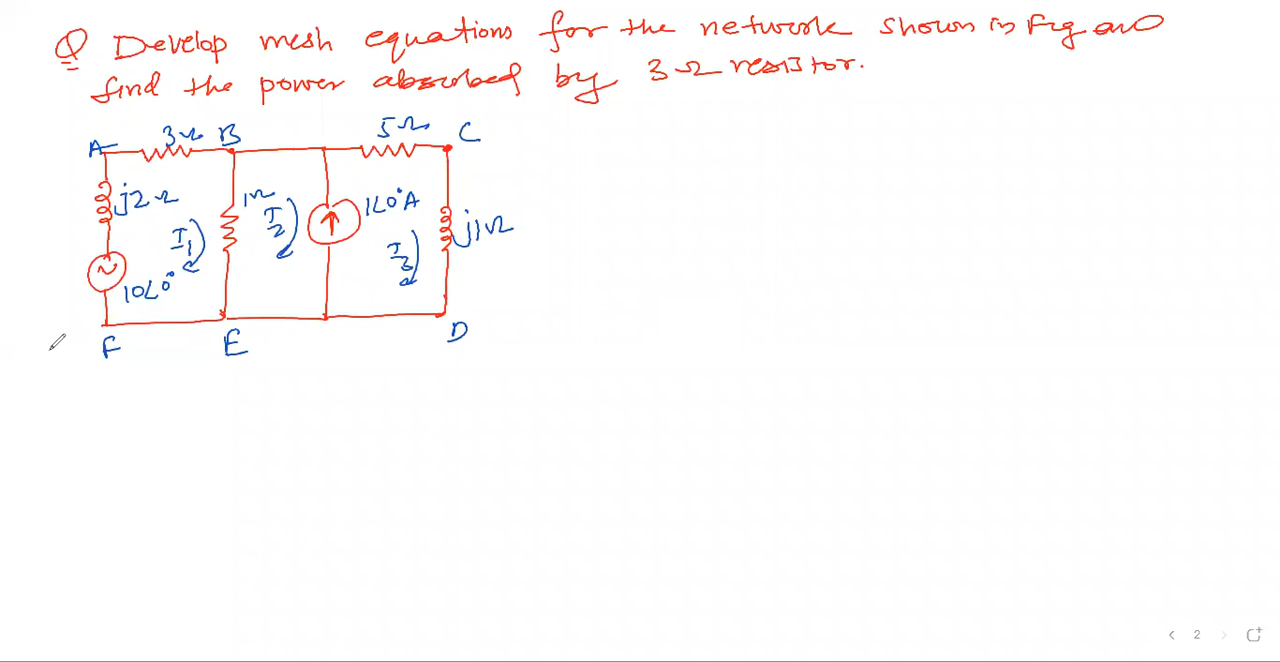 Q Develop mesh equations for the network shown in Fig and
find the power absorbed by 3Ω resistor.
A 3Ω B 5Ω C
j2Ω 1Ω 1∠0°A j1Ω
I1 I2 I3
10∠0°
F E D
2